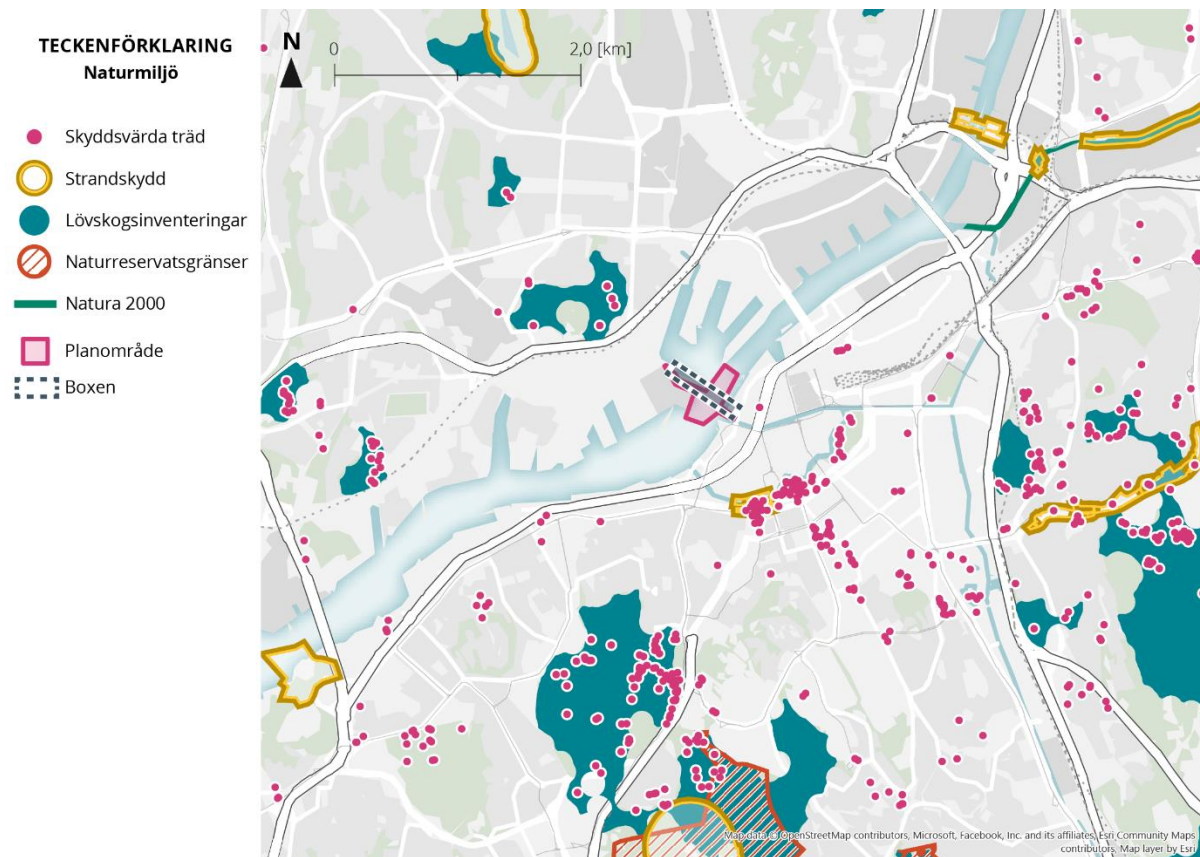 TECKENFÖRKLARING
Naturmiljö
Skyddsvärda träd
Strandskydd
Lövskogsinventeringar
Naturreservatsgränser
Natura 2000
Planområde
Boxen
N
0
2,0 [km]
Map data © OpenStreetMap contributors, Microsoft, Facebook, Inc. and its affiliates, Esri Community Maps
contributors, Map layer by Esri